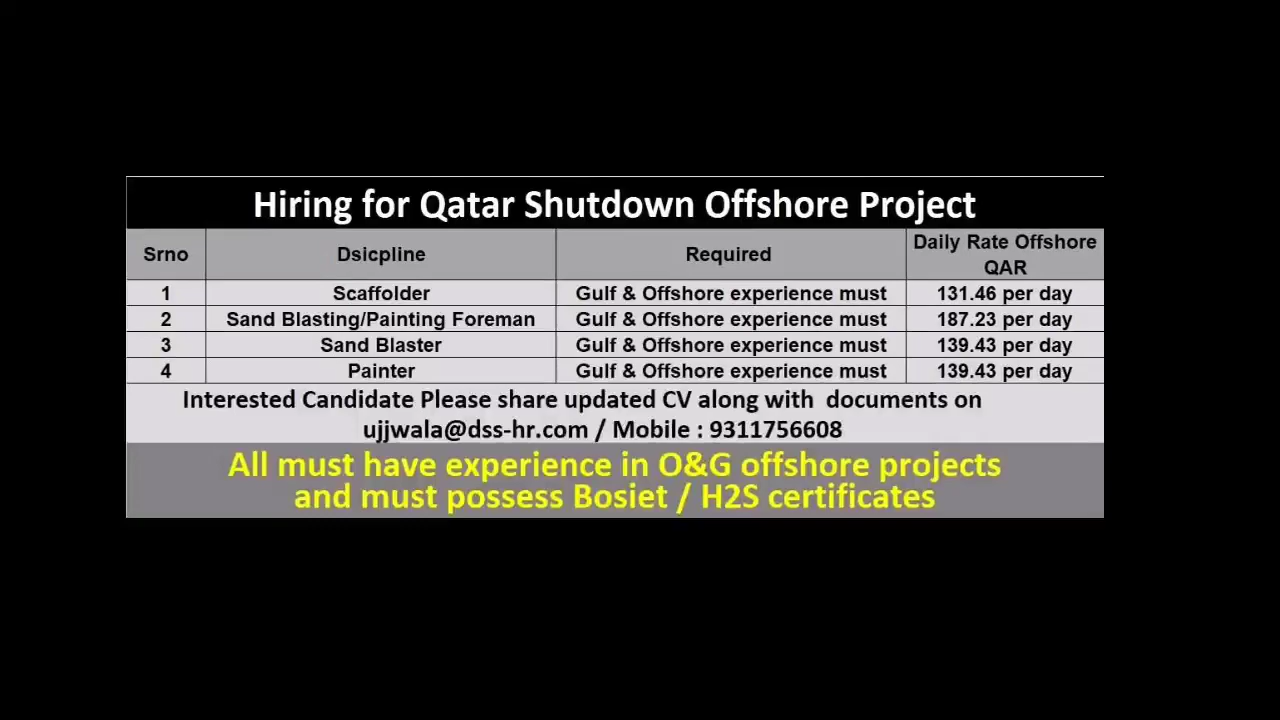 Hiring for Qatar Shutdown Offshore Project
Srno Dsicpline Required Daily Rate Offshore QAR
1 Scaffolder Gulf & Offshore experience must 131.46 per day
2 Sand Blasting/Painting Foreman Gulf & Offshore experience must 187.23 per day
3 Sand Blaster Gulf & Offshore experience must 139.43 per day
4 Painter Gulf & Offshore experience must 139.43 per day
Interested Candidate Please share updated CV along with documents on
ujjwala@dss-hr.com / Mobile : 9311756608
All must have experience in O&G offshore projects
and must possess Bosiet / H2S certificates